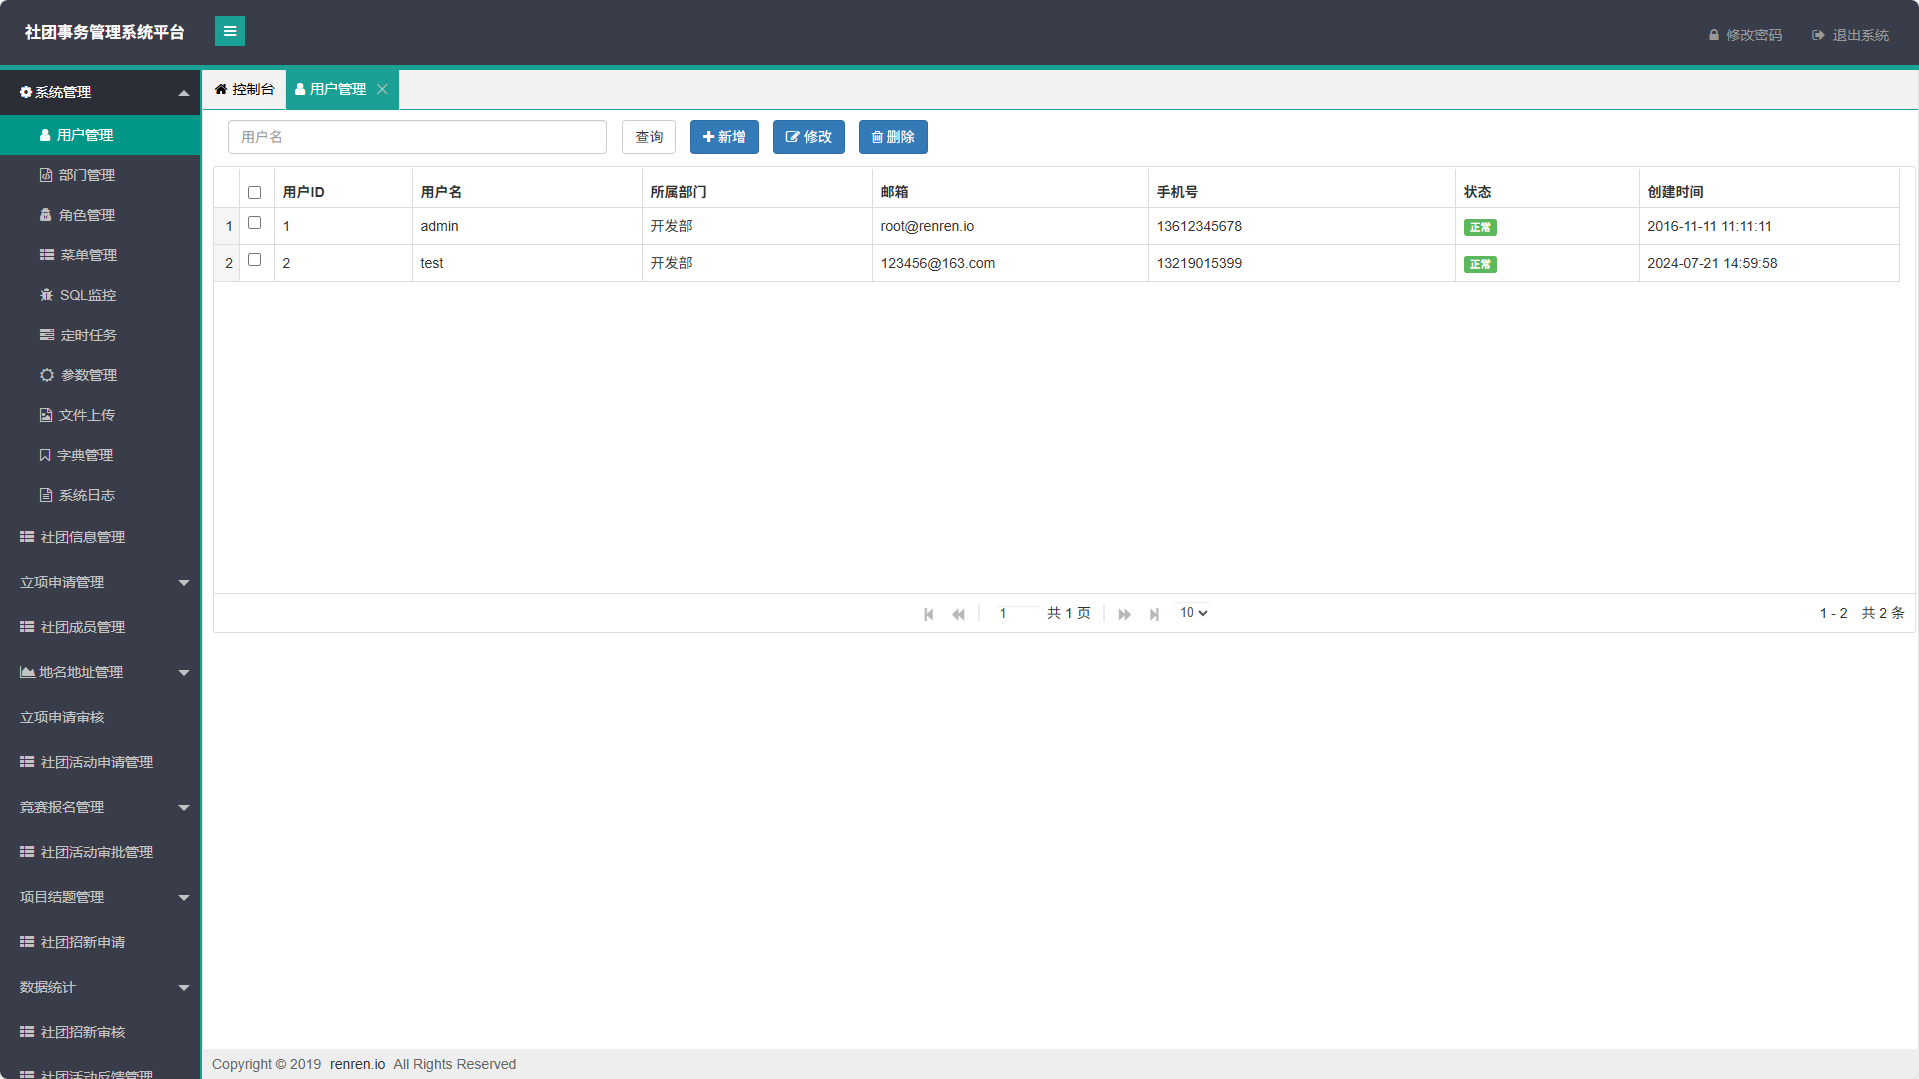 社团事务管理系统平台
修改密码 退出系统
系统管理
用户管理
部门管理
角色管理
菜单管理
SQL监控
定时任务
参数管理
文件上传
字典管理
系统日志
社团信息管理
立项申请管理
社团成员管理
地名地址管理
立项申请审核
社团活动申请管理
竞赛报名管理
社团活动审批管理
项目结题管理
社团招新申请
数据统计
社团招新审核
社团活动反馈管理
控制台 用户管理
用户名 查询 新增 修改 删除
用户ID 用户名 所属部门 邮箱 手机号 状态 创建时间
1 1 admin 开发部 root@renren.io 13612345678 正常 2016-11-11 11:11:11
2 2 test 开发部 123456@163.com 13219015399 正常 2024-07-21 14:59:58
1 共 1 页 10 1 - 2 共 2 条
Copyright © 2019 renren.io All Rights Reserved